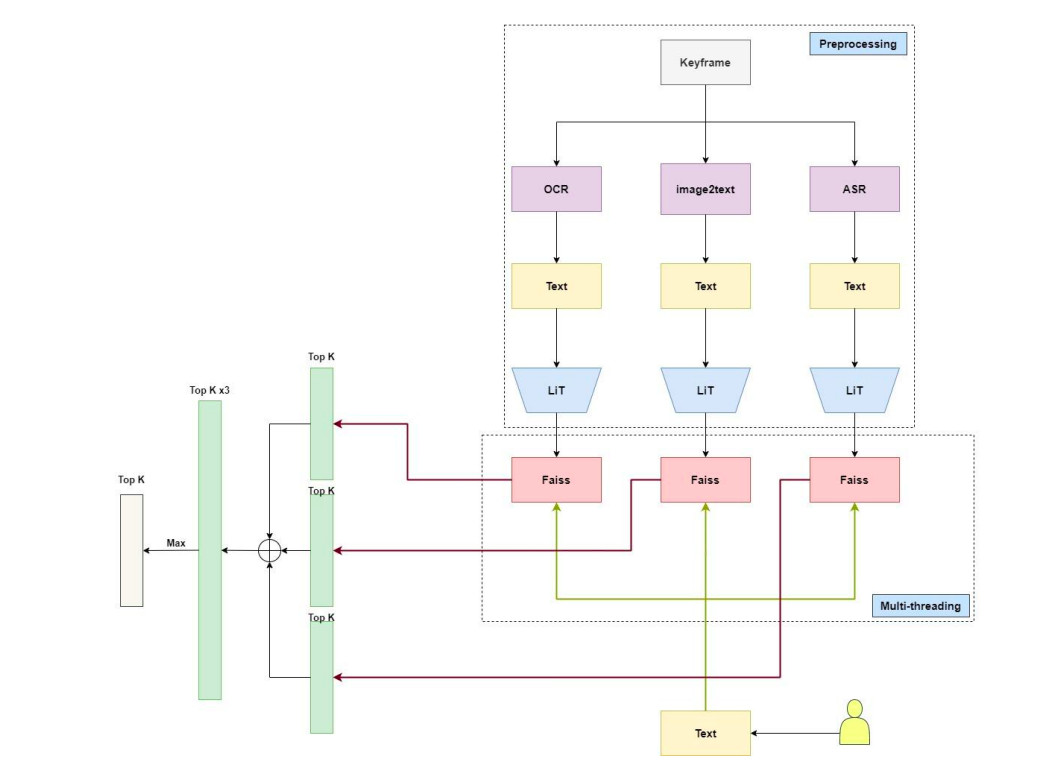 Preprocessing
Keyframe
OCR
image2text
ASR
Text
Text
Text
LiT
LiT
LiT
Top K
Top K x3
Top K
Top K
Top K
Max
Faiss
Faiss
Faiss
Multi-threading
Text